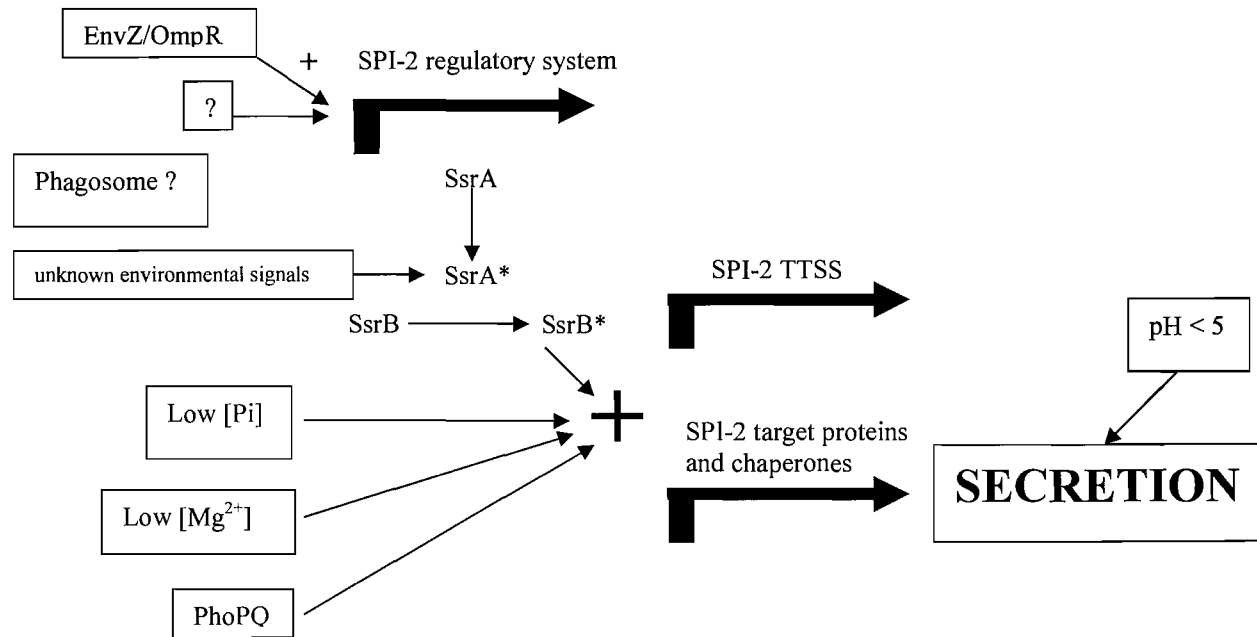 EnvZ/OmpR
+
SPI-2 regulatory system
?
Phagosome ?
SsrA
unknown environmental signals
SsrA*
SPI-2 TTSS
SsrB
SsrB*
pH < 5
Low [Pi]
+
SPI-2 target proteins
and chaperones
SECRETION
Low [Mg²⁺]
PhoPQ